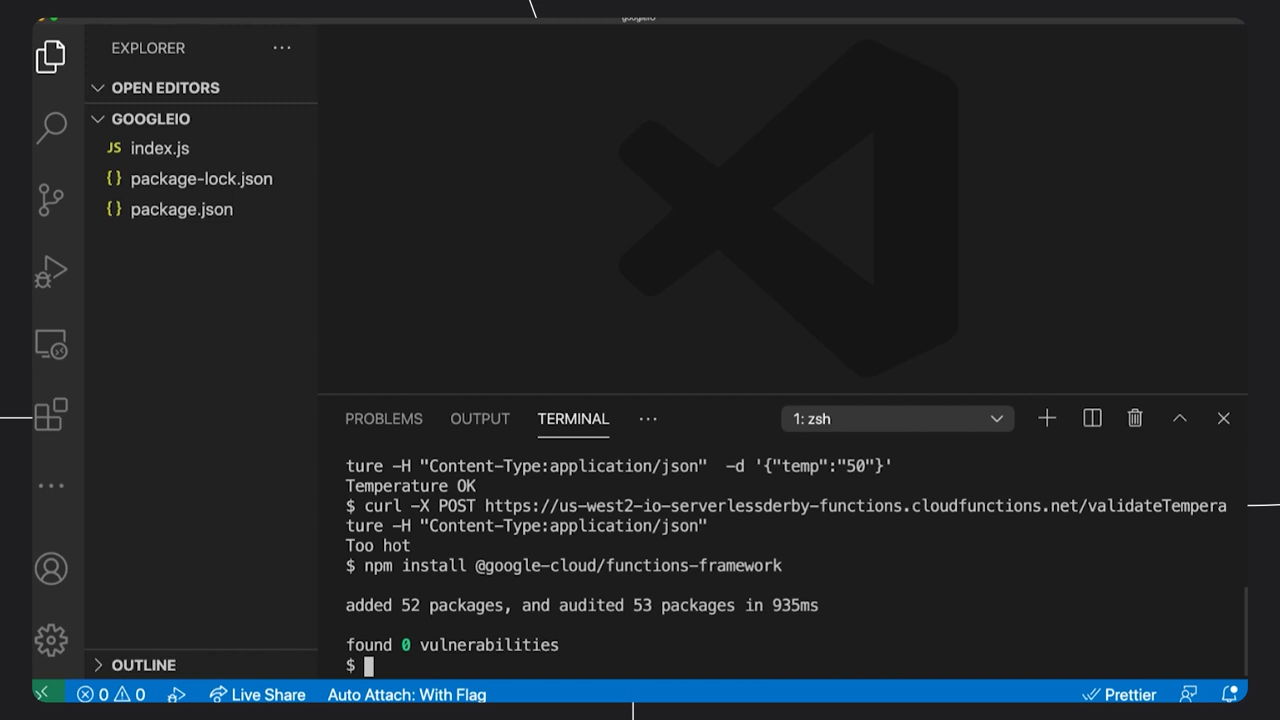 googleio
EXPLORER
OPEN EDITORS
GOOGLEIO
JS index.js
{} package-lock.json
{} package.json
OUTLINE
PROBLEMS OUTPUT TERMINAL ··· 1: zsh
ture -H "Content-Type:application/json"  -d '{"temp":"50"}'
Temperature OK
$ curl -X POST https://us-west2-io-serverlessderby-functions.cloudfunctions.net/validateTempera
ture -H "Content-Type:application/json"
Too hot
$ npm install @google-cloud/functions-framework
added 52 packages, and audited 53 packages in 935ms
found 0 vulnerabilities
$
0 0 Live Share Auto Attach: With Flag Prettier